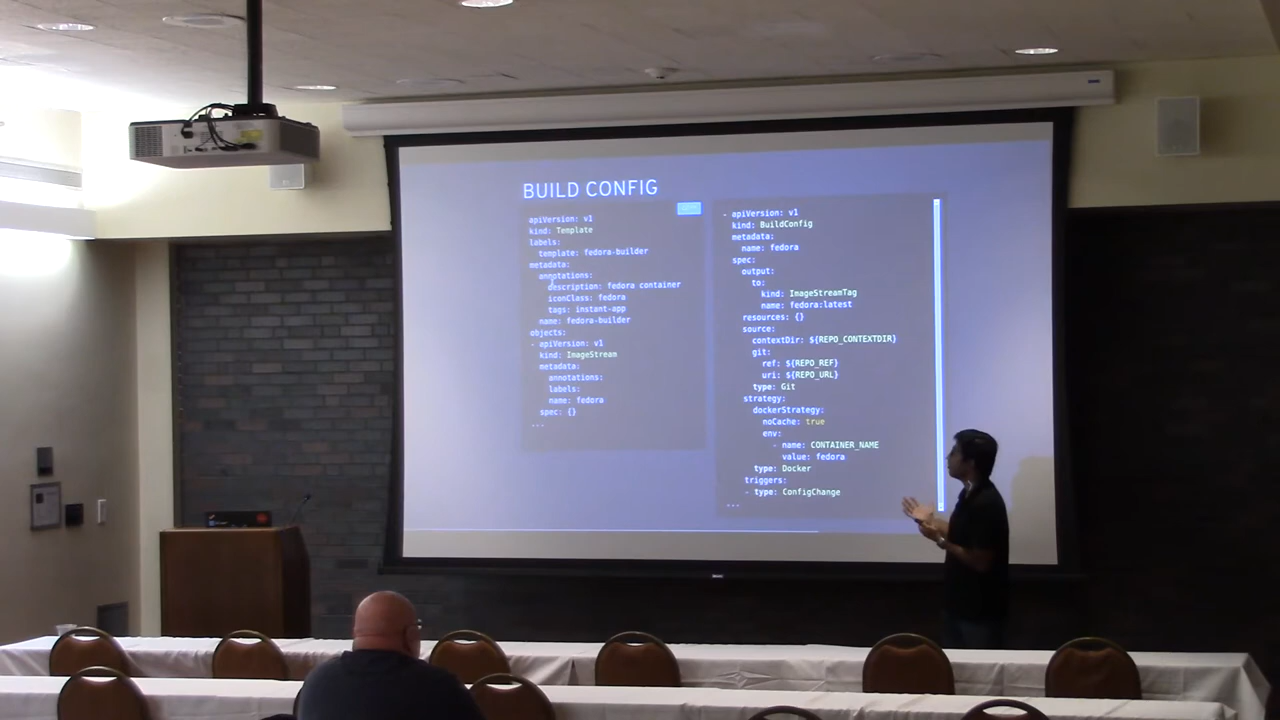 BUILD CONFIG
apiVersion: v1
kind: Template
labels:
template: fedora-builder
metadata:
annotations:
description: fedora container
iconClass: fedora
tags: instant-app
name: fedora-builder
objects:
- apiVersion: v1
kind: ImageStream
metadata:
annotations:
labels:
name: fedora
spec: {}
...
- apiVersion: v1
kind: BuildConfig
metadata:
name: fedora
spec:
output:
to:
kind: ImageStreamTag
name: fedora:latest
resources: {}
source:
contextDir: ${REPO_CONTEXTDIR}
git:
ref: ${REPO_REF}
uri: ${REPO_URL}
type: Git
strategy:
dockerStrategy:
noCache: true
env:
- name: CONTAINER_NAME
value: fedora
type: Docker
triggers:
- type: ConfigChange
...